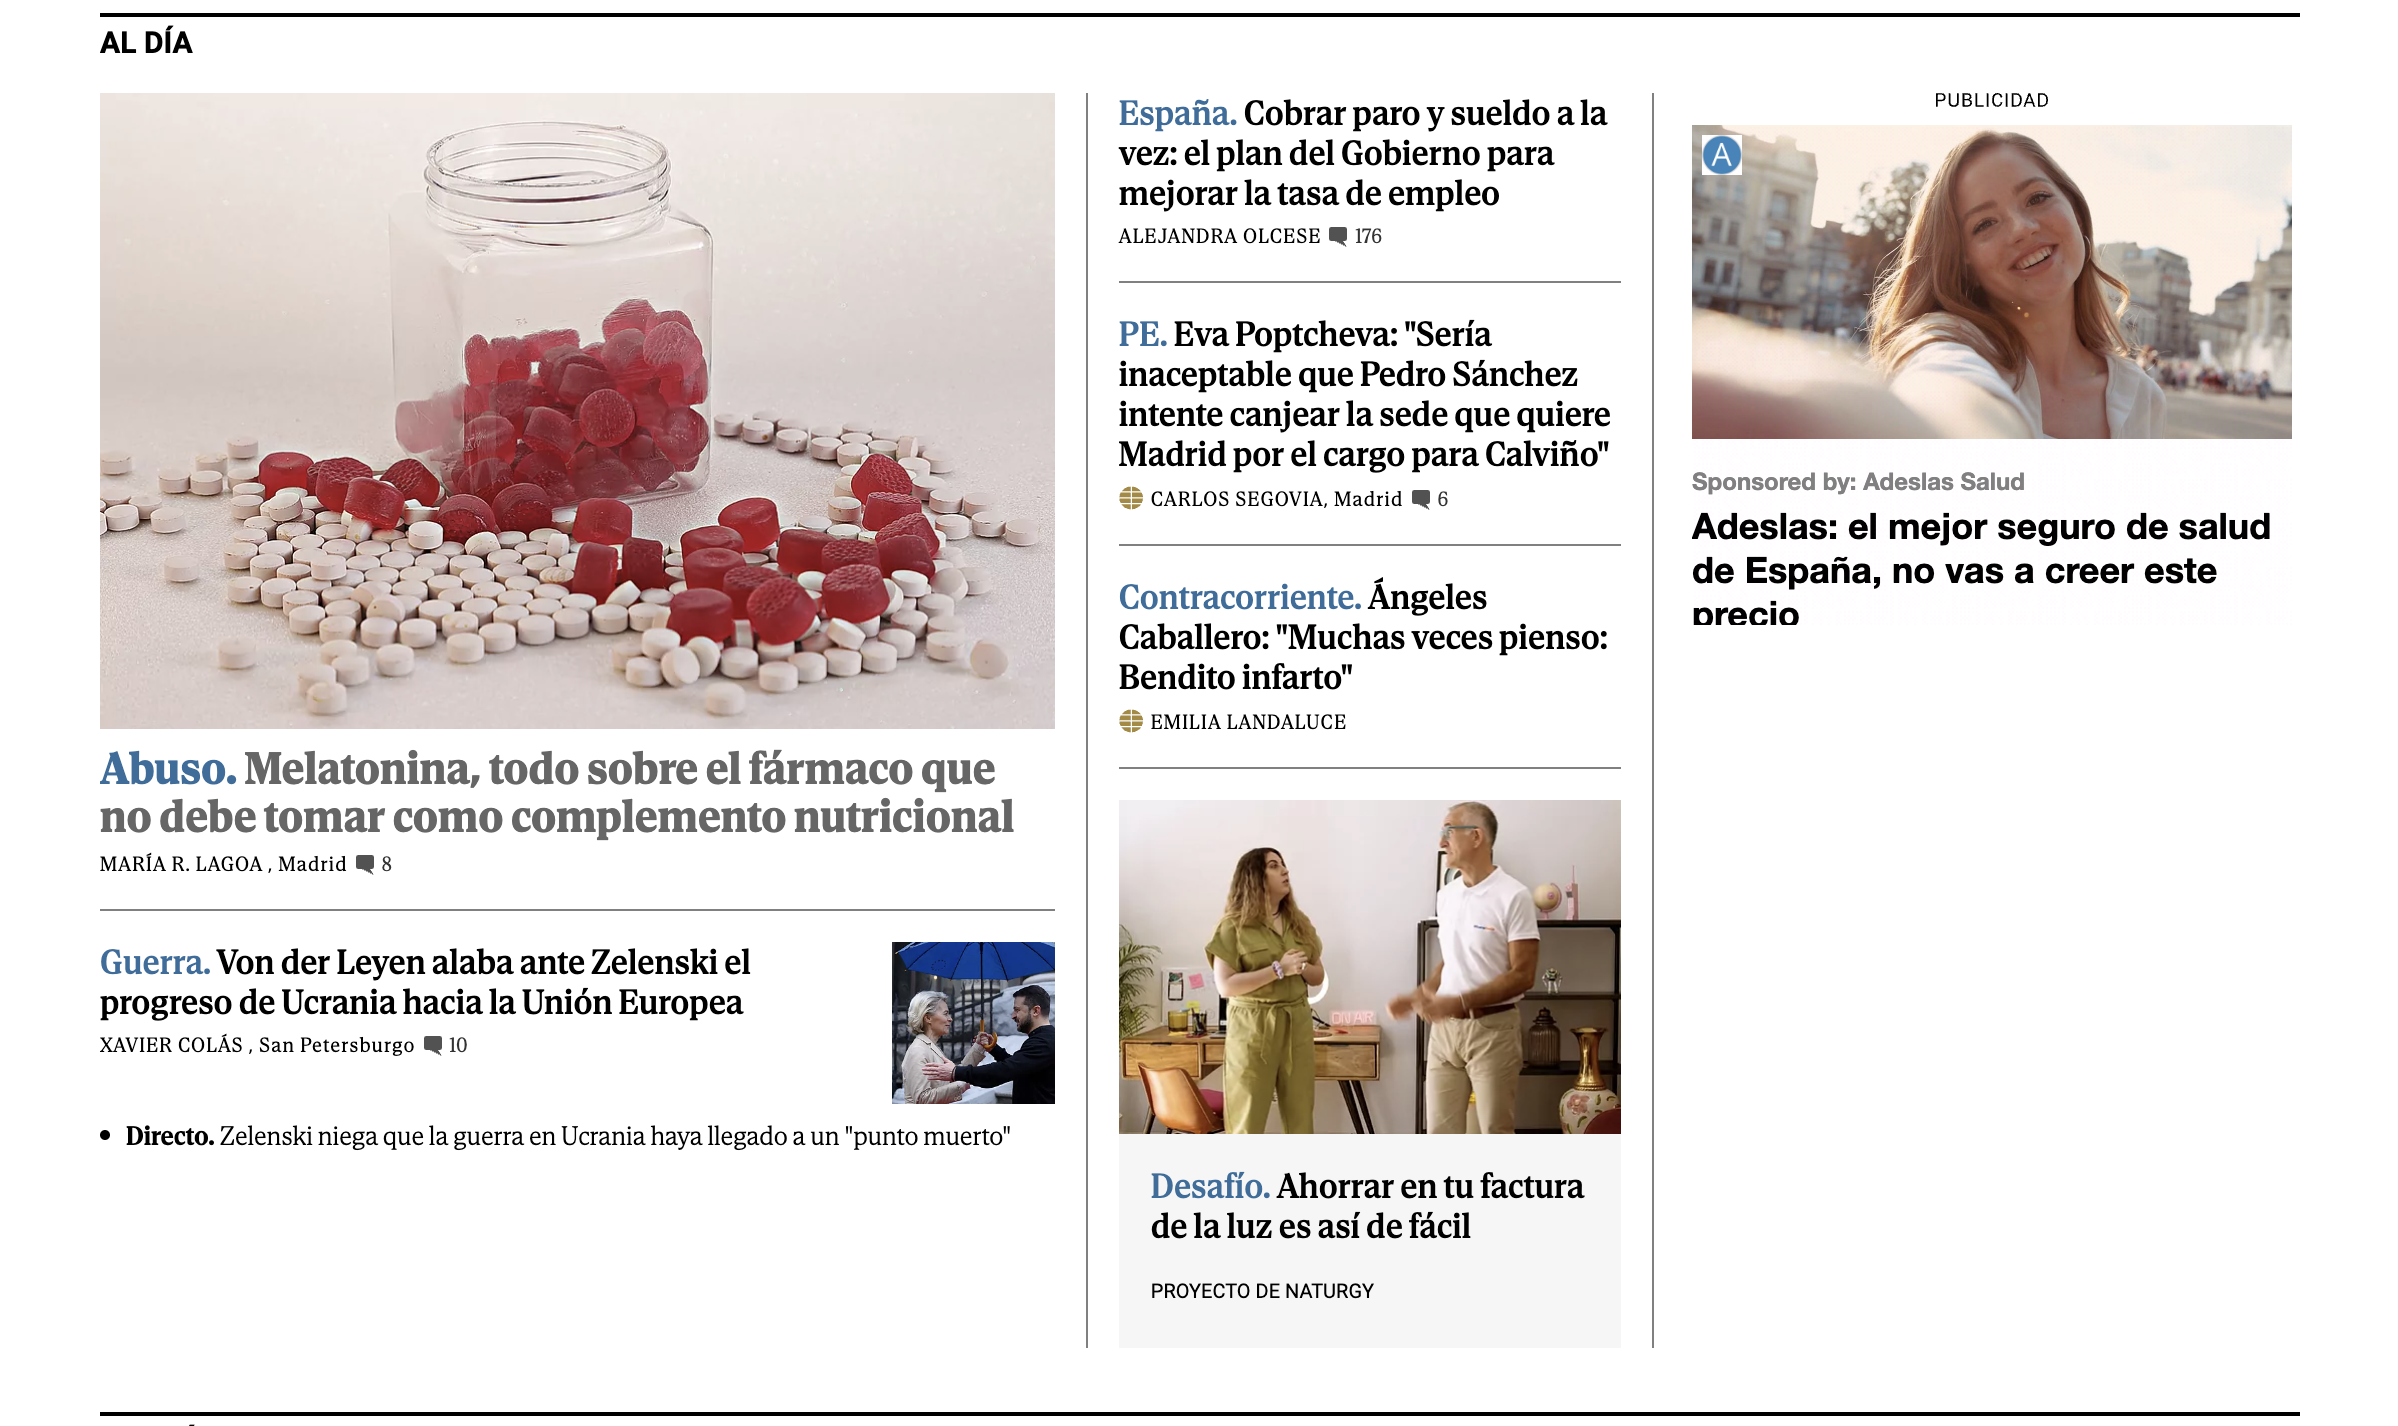 AL DÍA
Abuso. Melatonina, todo sobre el fármaco que
no debe tomar como complemento nutricional
MARÍA R. LAGOA , Madrid 8
Guerra. Von der Leyen alaba ante Zelenski el
progreso de Ucrania hacia la Unión Europea
XAVIER COLÁS , San Petersburgo 10
• Directo. Zelenski niega que la guerra en Ucrania haya llegado a un "punto muerto"
España. Cobrar paro y sueldo a la
vez: el plan del Gobierno para
mejorar la tasa de empleo
ALEJANDRA OLCESE 176
PE. Eva Poptcheva: "Sería
inaceptable que Pedro Sánchez
intente canjear la sede que quiere
Madrid por el cargo para Calviño"
CARLOS SEGOVIA, Madrid 6
Contracorriente. Ángeles
Caballero: "Muchas veces pienso:
Bendito infarto"
EMILIA LANDALUCE
ON AIR
Desafío. Ahorrar en tu factura
de la luz es así de fácil
PROYECTO DE NATURGY
PUBLICIDAD
A
Sponsored by: Adeslas Salud
Adeslas: el mejor seguro de salud
de España, no vas a creer este
precio